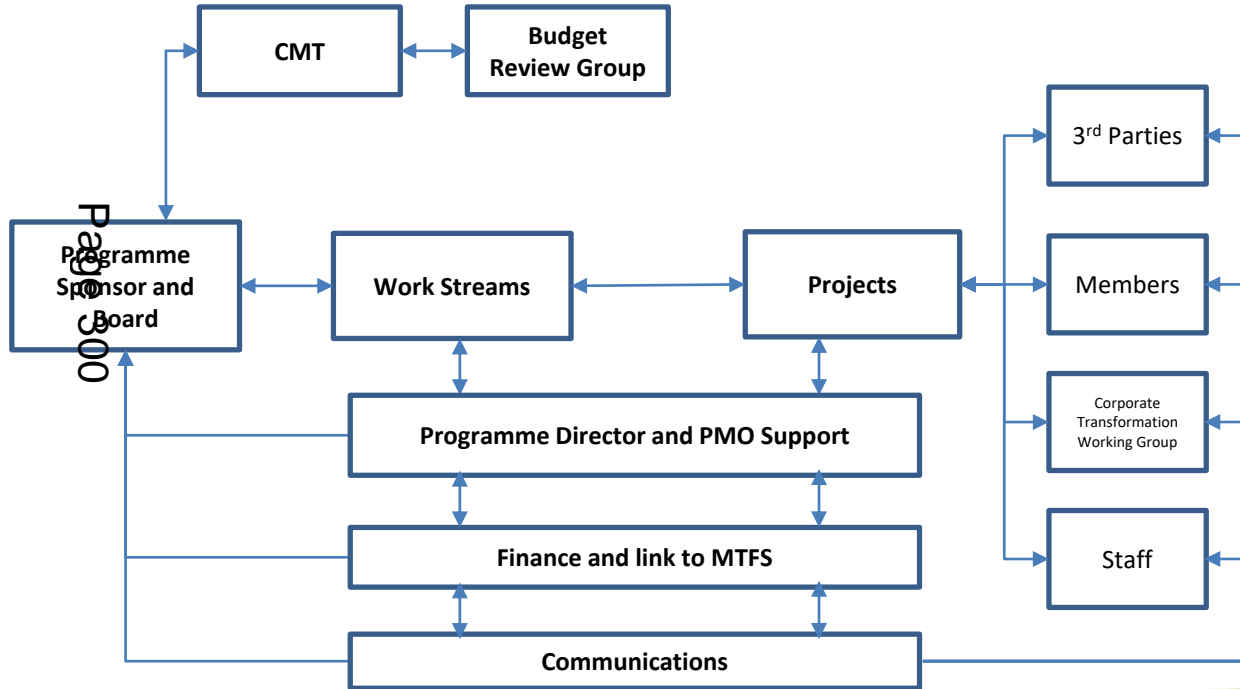 CMT
Budget
Review Group
3rd Parties
Page 300
Programme
Sponsor and
Board
Work Streams
Projects
Members
Programme Director and PMO Support
Corporate
Transformation
Working Group
Finance and link to MTFS
Staff
Communications